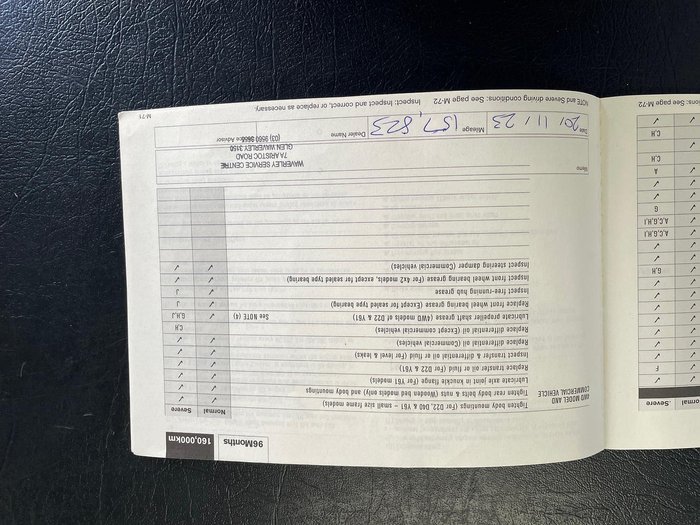 Severe
F
G,H
A,C,G,H,I
A,C,G,H,I
G
A
C,H
C,H
96Months 160,000km
Normal Severe
4WD MODEL AND
COMMERCIAL VEHICLE
Tighten body mountings (For D22, D40 & Y61 – small size frame models)
Tighten rear body bolts & nuts (Wooden bed models only) and body mountings
Lubricate axle joint in knuckle flange (For Y61 models)
Replace transfer oil or fluid (For D22 & Y61)
Inspect transfer & differential oil or fluid (For level & leaks)
Replace differential oil (Commercial vehicles)
Replace differential oil (Except commercial vehicles) C,H
Lubricate propeller shaft grease (4WD models of D22 & Y61) See NOTE (4) G,H,J
Replace front wheel bearing grease (Except for sealed type bearing) J
Inspect free-running hub grease J
Inspect front wheel bearing grease (For 4x2 models, except for sealed type bearing)
Inspect steering damper (Commercial vehicles)
Memo
WAVERLEY SERVICE CENTRE
7A ARISTOC ROAD
GLEN WAVERLEY 3150
(03) 9560 8655
Date 20/11/23 Mileage 157,823 Dealer Name Service Advisor
NOTE and Severe driving conditions: See page M-72 Inspect: Inspect and correct, or replace as necessary.
M-71